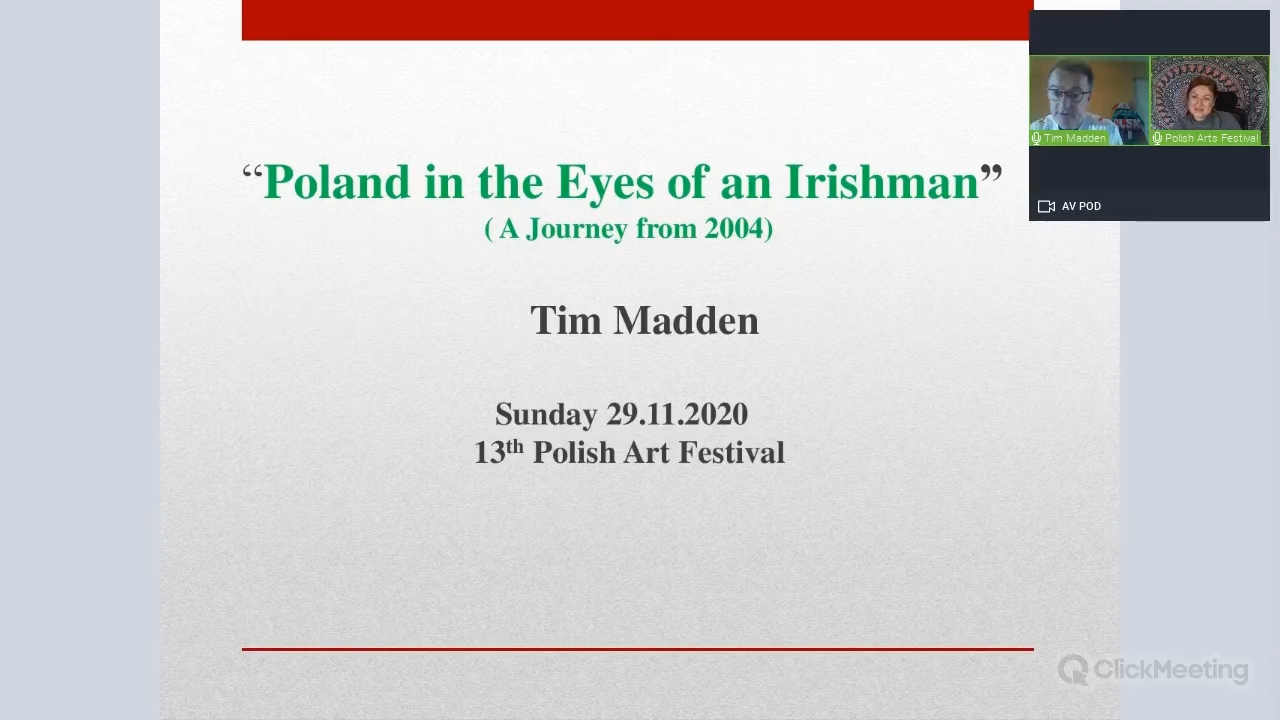 “Poland in the Eyes of an Irishman”
( A Journey from 2004)
Tim Madden
Sunday 29.11.2020
13th Polish Art Festival
Tim Madden
Polish Arts Festival
AV POD
ClickMeeting